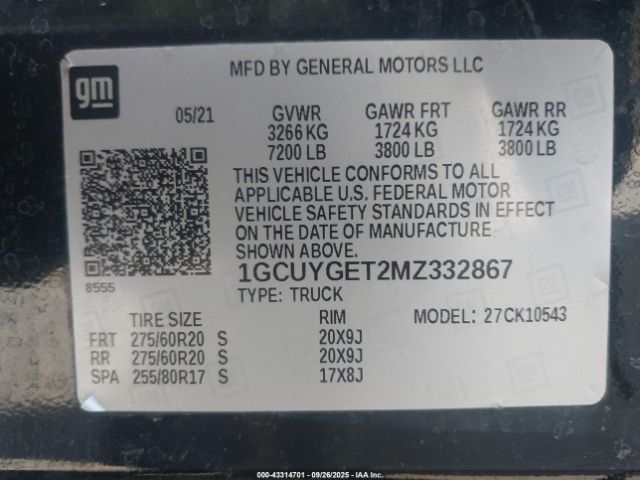 gm
MFD BY GENERAL MOTORS LLC
05/21 GVWR GAWR FRT GAWR RR
3266 KG 1724 KG 1724 KG
7200 LB 3800 LB 3800 LB
THIS VEHICLE CONFORMS TO ALL
APPLICABLE U.S. FEDERAL MOTOR
VEHICLE SAFETY STANDARDS IN EFFECT
ON THE DATE OF MANUFACTURE
SHOWN ABOVE.
8555
1GCUYGET2MZ332867
TYPE: TRUCK
TIRE SIZE RIM MODEL: 27CK10543
FRT 275/60R20 S 20X9J
RR 275/60R20 S 20X9J
SPA 255/80R17 S 17X8J
000-43314701 - 09/26/2025 - IAA Inc.